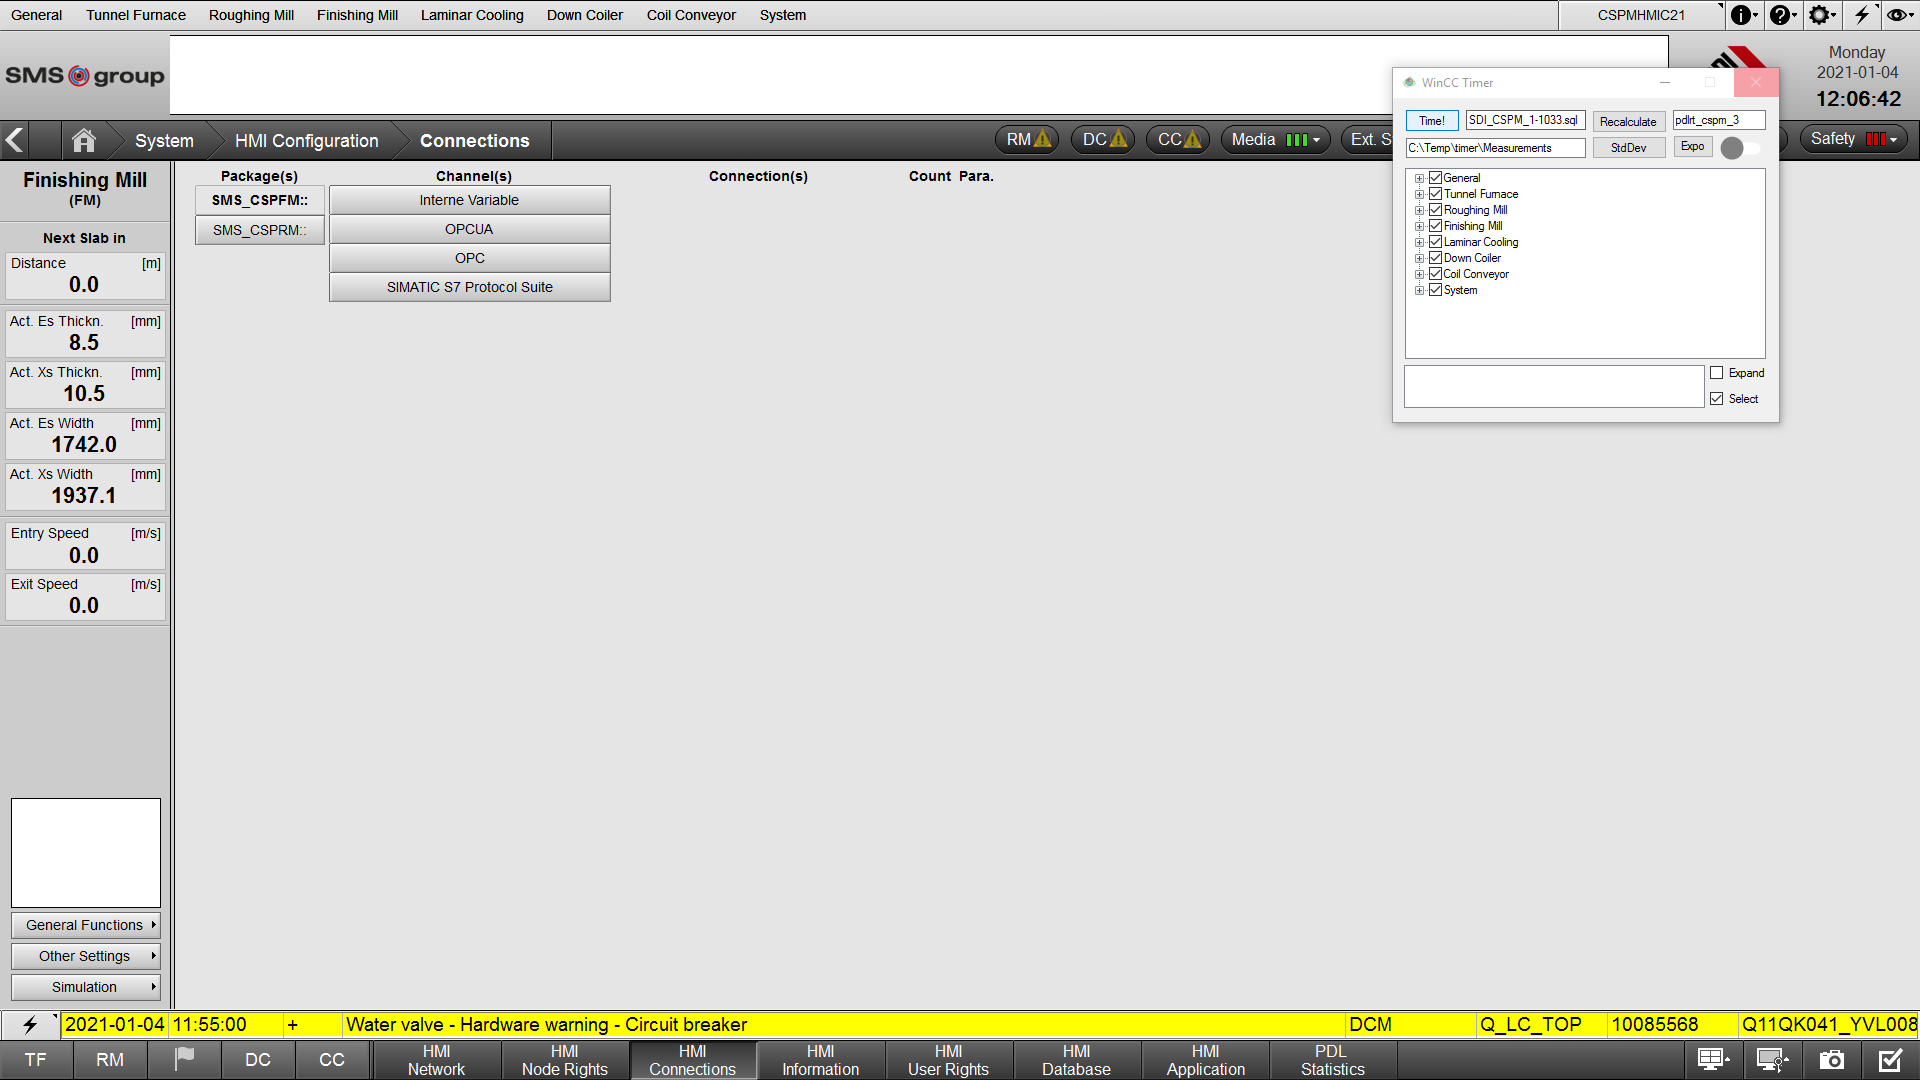 General Tunnel Furnace Roughing Mill Finishing Mill Laminar Cooling Down Coiler Coil Conveyor System CSPMHMIC21
SMS group
Monday
2021-01-04
12:06:42
System HMI Configuration Connections RM DC CC Media Ext. S Safety
WinCC Timer
Time! SDI_CSPM_1-1033.sql Recalculate pdlrt_cspm_3
C:\Temp\timer\Measurements StdDev Expo
General
Tunnel Furnace
Roughing Mill
Finishing Mill
Laminar Cooling
Down Coiler
Coil Conveyor
System
Expand
Select
Finishing Mill
(FM)
Next Slab in
Distance [m]
0.0
Act. Es Thickn. [mm]
8.5
Act. Xs Thickn. [mm]
10.5
Act. Es Width [mm]
1742.0
Act. Xs Width [mm]
1937.1
Entry Speed [m/s]
0.0
Exit Speed [m/s]
0.0
General Functions
Other Settings
Simulation
Package(s) Channel(s) Connection(s) Count Para.
SMS_CSPFM:: Interne Variable
SMS_CSPRM:: OPCUA
OPC
SIMATIC S7 Protocol Suite
2021-01-04 11:55:00 + Water valve - Hardware warning - Circuit breaker DCM Q_LC_TOP 10085568 Q11QK041_YVL008
TF RM DC CC
HMI Network
HMI Node Rights
HMI Connections
HMI Information
HMI User Rights
HMI Database
HMI Application
PDL Statistics